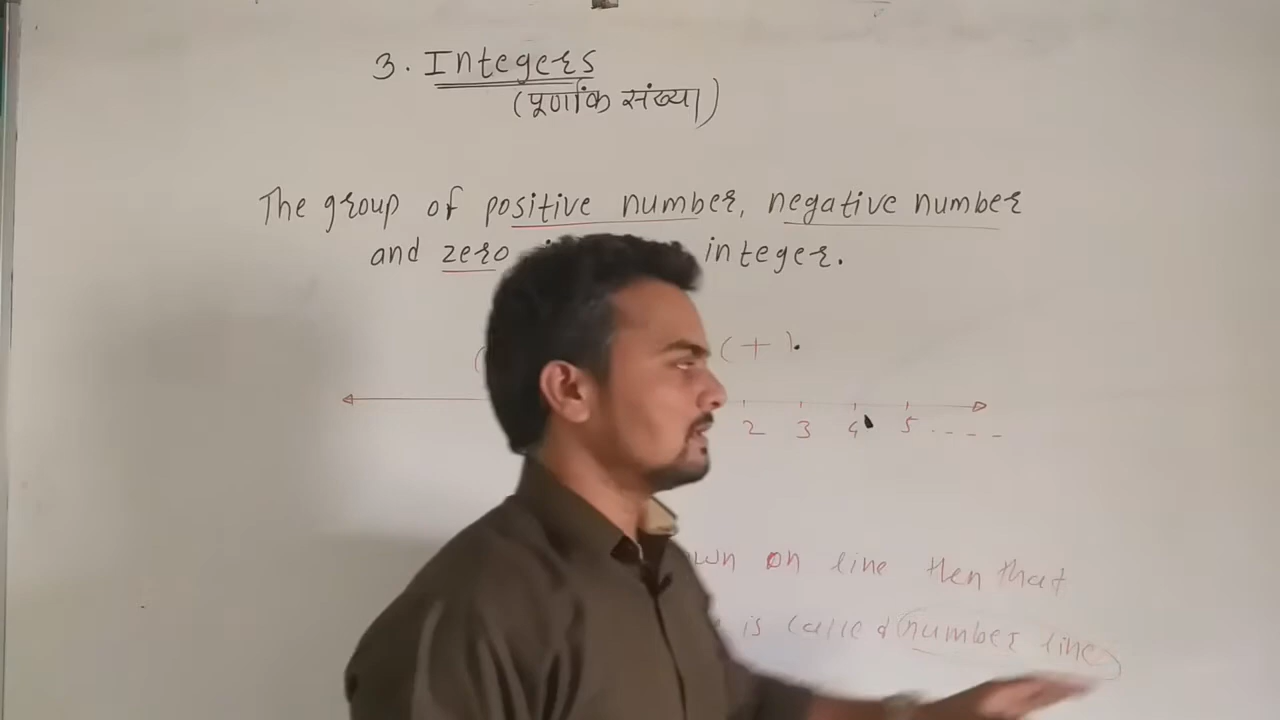 3. Integers
(पूर्णांक संख्या)
The group of positive number, negative number
and zero integer.
(+)
2 3 4 5 - - - -
on line then that
is called number line